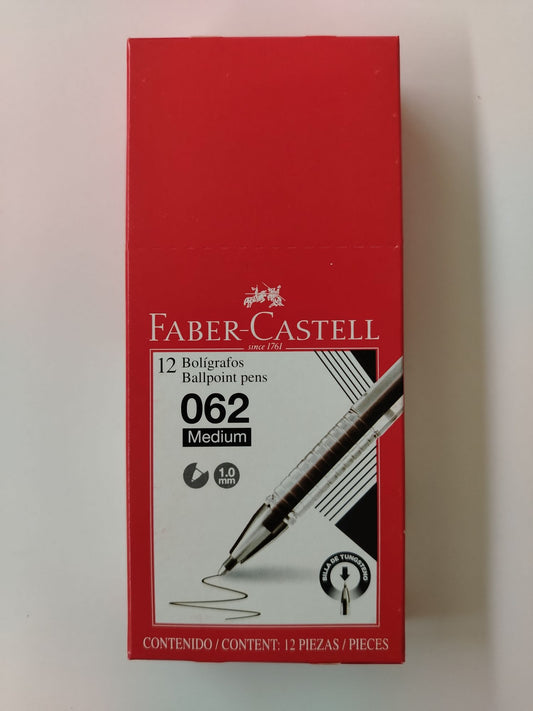 FABER-CASTELL
since 1761
12 Bolígrafos
Ballpoint pens
062
Medium
1.0
mm
BILLA DE TUNGSTENO
CONTENIDO / CONTENT: 12 PIEZAS / PIECES